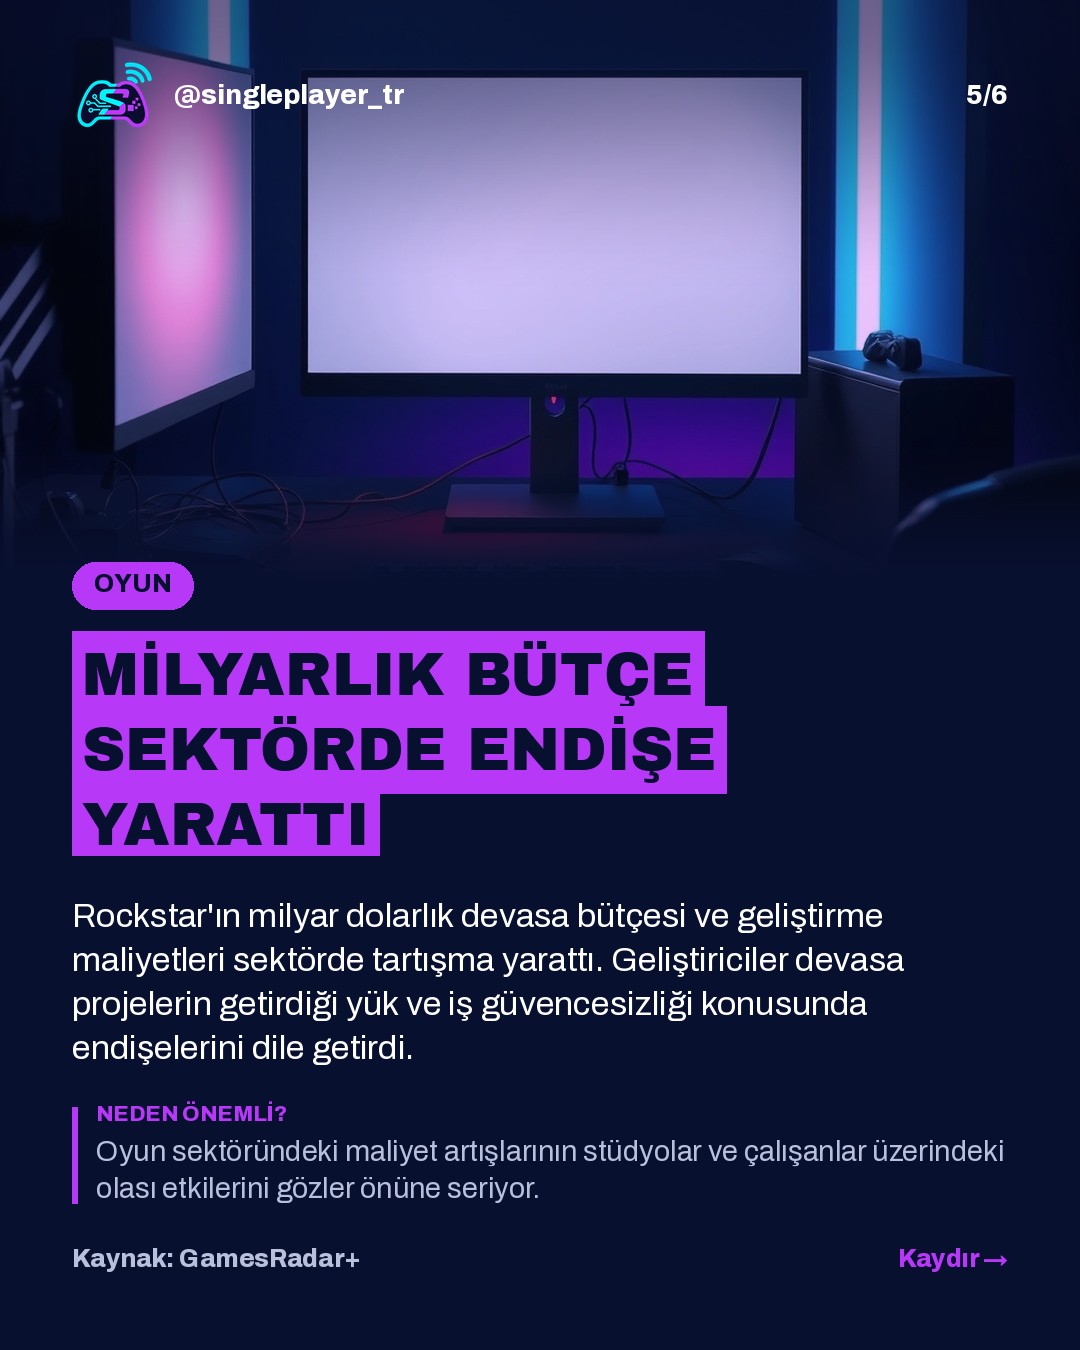 @singleplayer_tr
5/6
OYUN
MİLYARLIK BÜTÇE
SEKTÖRDE ENDİŞE
YARATTI
Rockstar'ın milyar dolarlık devasa bütçesi ve geliştirme
maliyetleri sektörde tartışma yarattı. Geliştiriciler devasa
projelerin getirdiği yük ve iş güvencesizliği konusunda
endişelerini dile getirdi.
NEDEN ÖNEMLİ?
Oyun sektöründeki maliyet artışlarının stüdyolar ve çalışanlar üzerindeki
olası etkilerini gözler önüne seriyor.
Kaynak: GamesRadar+
Kaydır→